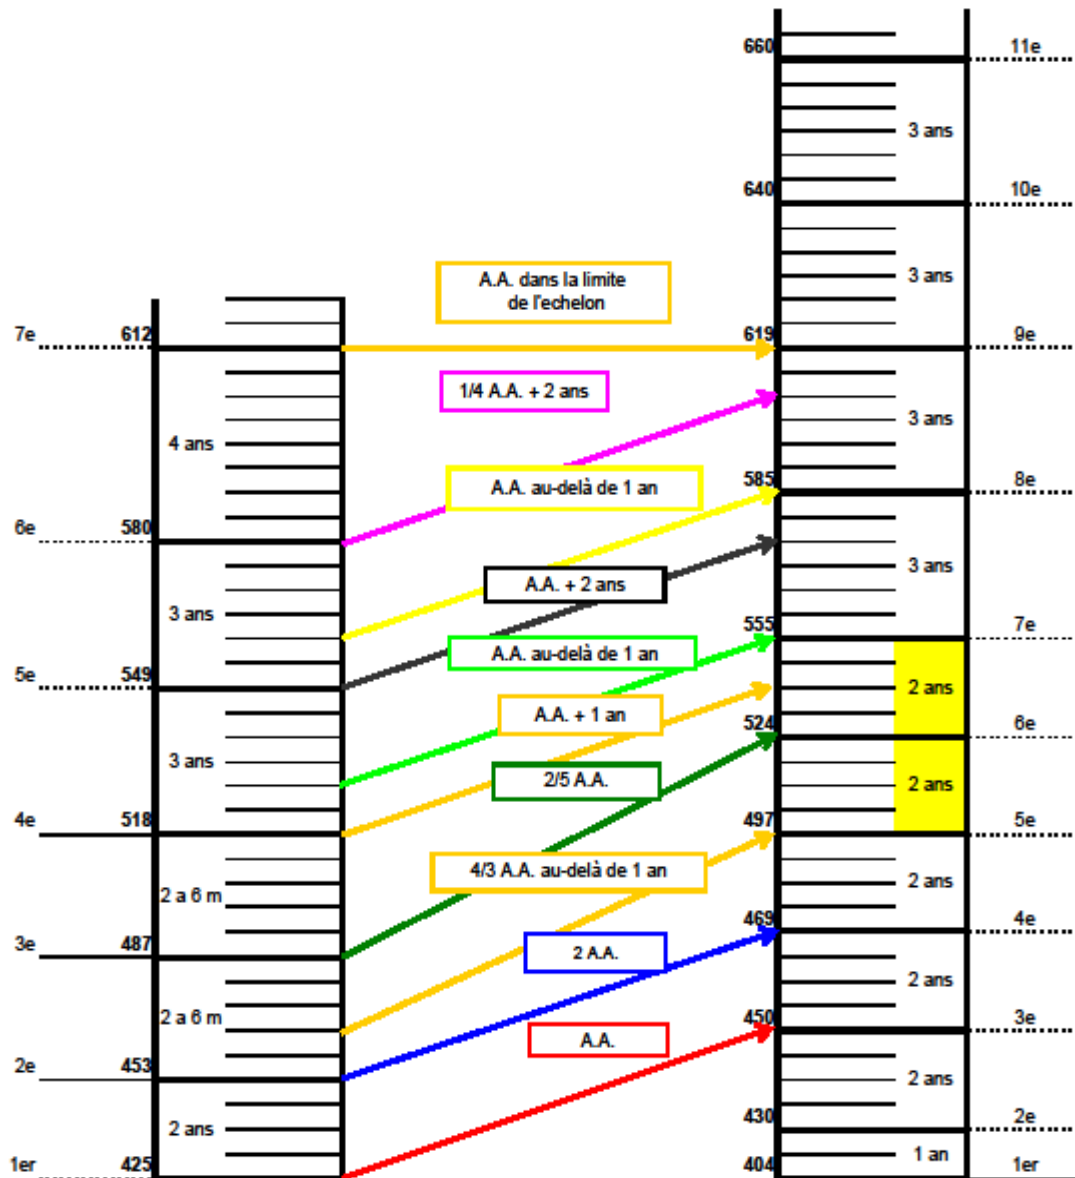 660 11e
3 ans
640 10e
3 ans
A.A. dans la limite
de l'echelon
7e 612 619 9e
1/4 A.A. + 2 ans
3 ans
4 ans
A.A. au-delà de 1 an
585 8e
6e 580
A.A. + 2 ans
3 ans
3 ans
555 7e
A.A. au-delà de 1 an
5e 549
2 ans
A.A. + 1 an
524 6e
3 ans
2/5 A.A.
2 ans
4e 518 497 5e
4/3 A.A. au-delà de 1 an
2 ans
2 a 6 m
469 4e
3e 487
2 A.A.
2 ans
2 a 6 m
450 3e
A.A.
2e 453
2 ans
2 ans
430 2e
1 an
1er 425 404 1er